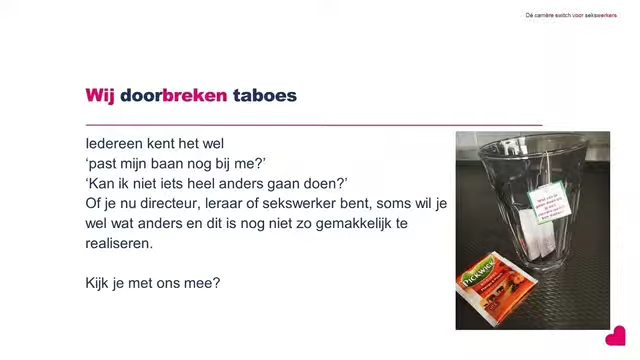 Dé carrière switch voor sekswerkers
Wij doorbreken taboes
Iedereen kent het wel
‘past mijn baan nog bij me?’
‘Kan ik niet iets heel anders gaan doen?’
Of je nu directeur, leraar of sekswerker bent, soms wil je
wel wat anders en dit is nog niet zo gemakkelijk te
realiseren.
Kijk je met ons mee?
PICKWICK